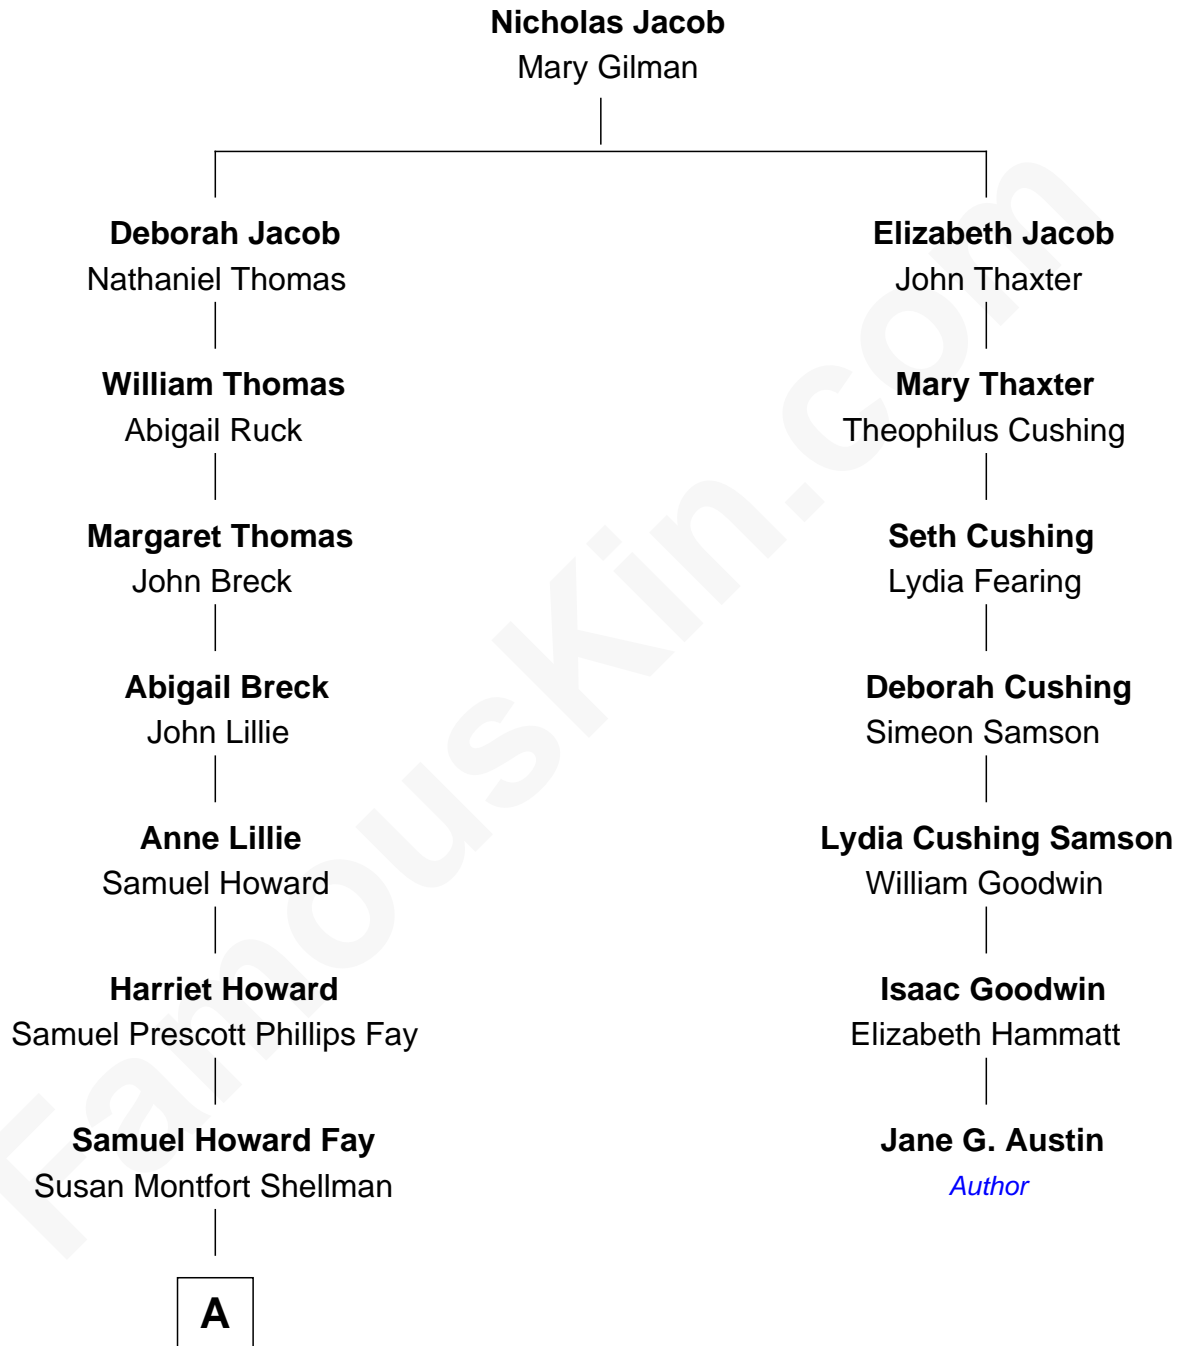 Nicholas Jacob
Mary Gilman
Deborah Jacob
Nathaniel Thomas
Elizabeth Jacob
John Thaxter
William Thomas
Abigail Ruck
Mary Thaxter
Theophilus Cushing
Margaret Thomas
John Breck
Seth Cushing
Lydia Fearing
Abigail Breck
John Lillie
Deborah Cushing
Simeon Samson
Anne Lillie
Samuel Howard
Lydia Cushing Samson
William Goodwin
Harriet Howard
Samuel Prescott Phillips Fay
Isaac Goodwin
Elizabeth Hammatt
Samuel Howard Fay
Susan Montfort Shellman
Jane G. Austin
Author
A
FamousKin.com